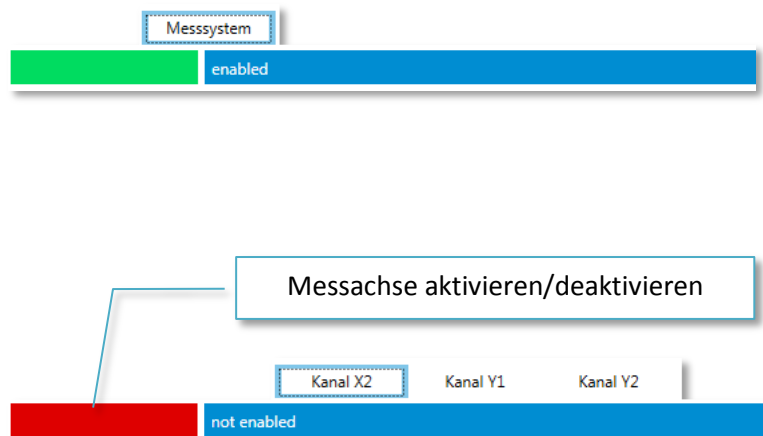 Messsystem
enabled
Messachse aktivieren/deaktivieren
Kanal X2 Kanal Y1 Kanal Y2
not enabled